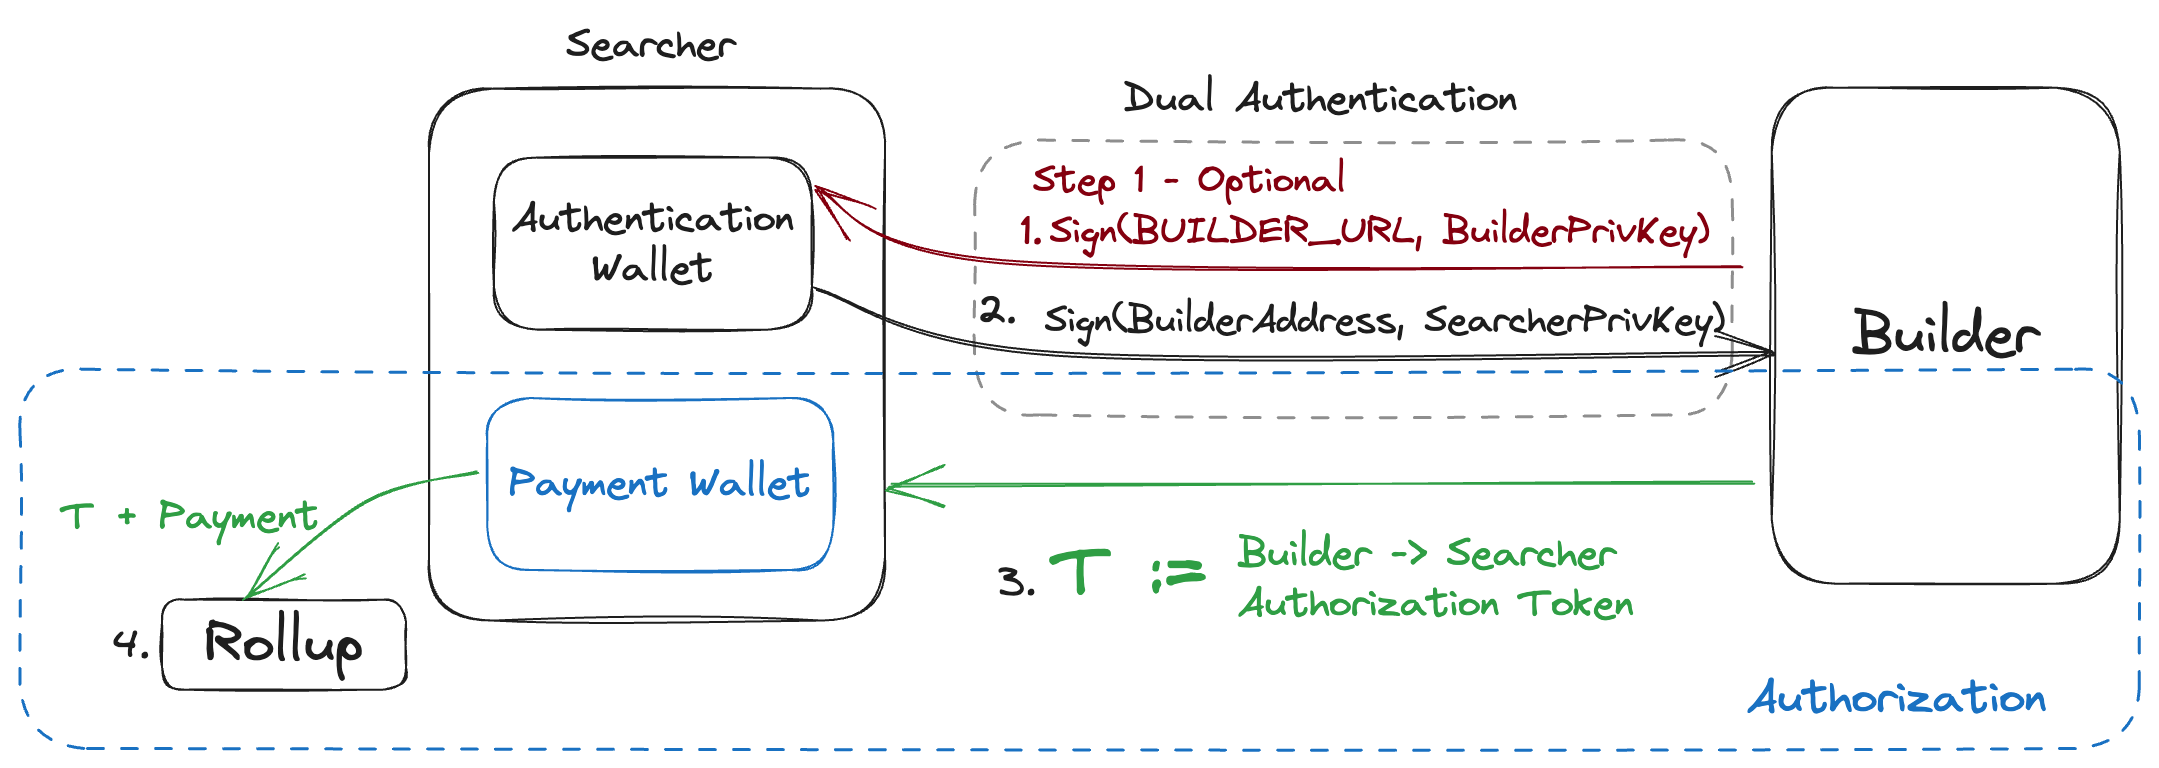 Searcher
Dual Authentication
Step 1 - Optional
1. Sign(BUILDER_URL, BuilderPrivKey)
Authentication
Wallet
2. Sign(BuilderAddress, SearcherPrivKey)
Builder
Payment Wallet
T + Payment
3. T := Builder -> Searcher
Authorization Token
4. Rollup
Authorization